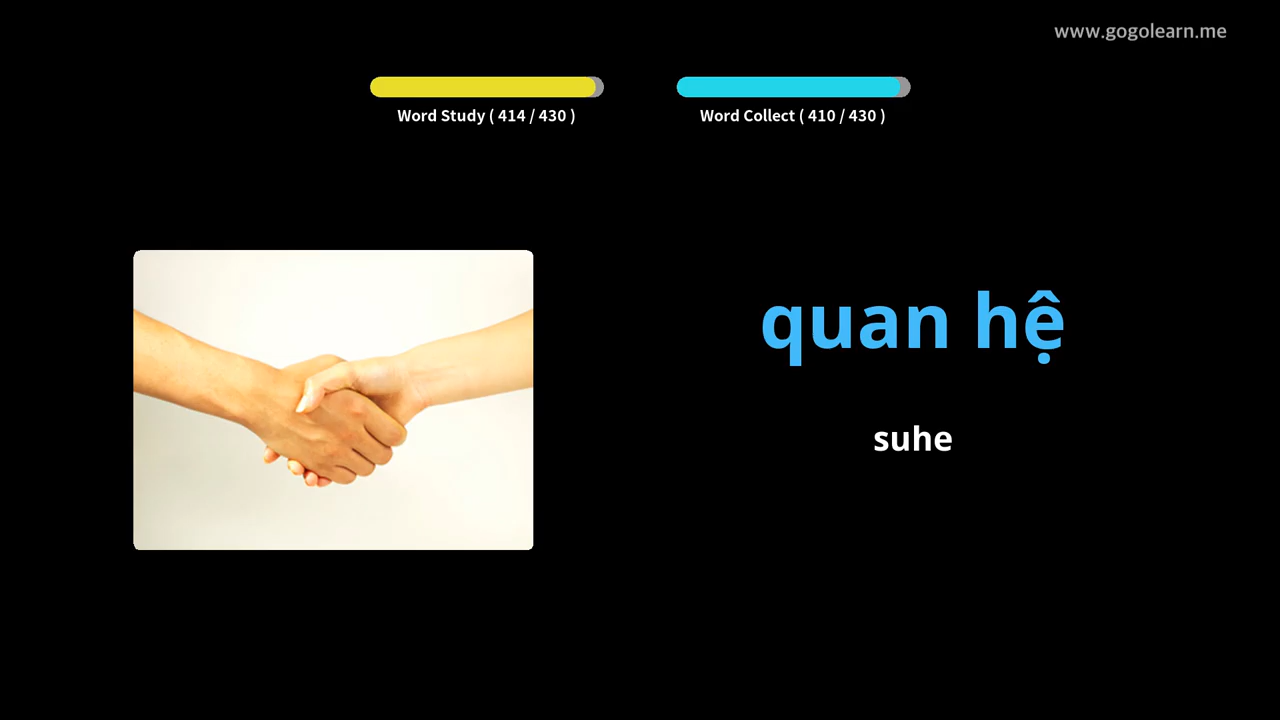 www.gogolearn.me
Word Study ( 414 / 430 )
Word Collect ( 410 / 430 )
quan hệ
suhe